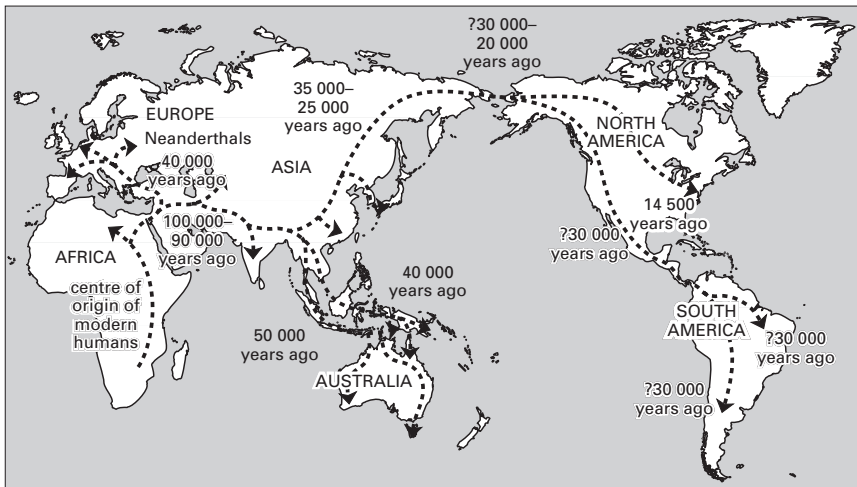 ?30 000–
20 000
years ago
35 000–
25 000
years ago
EUROPE
Neanderthals
40 000
years ago
ASIA
NORTH
AMERICA
14 500
years ago
100 000–
90 000
years ago
AFRICA
centre of
origin of
modern
humans
?30 000
years ago
40 000
years ago
50 000
years ago
AUSTRALIA
SOUTH
AMERICA
?30 000
years ago
?30 000
years ago